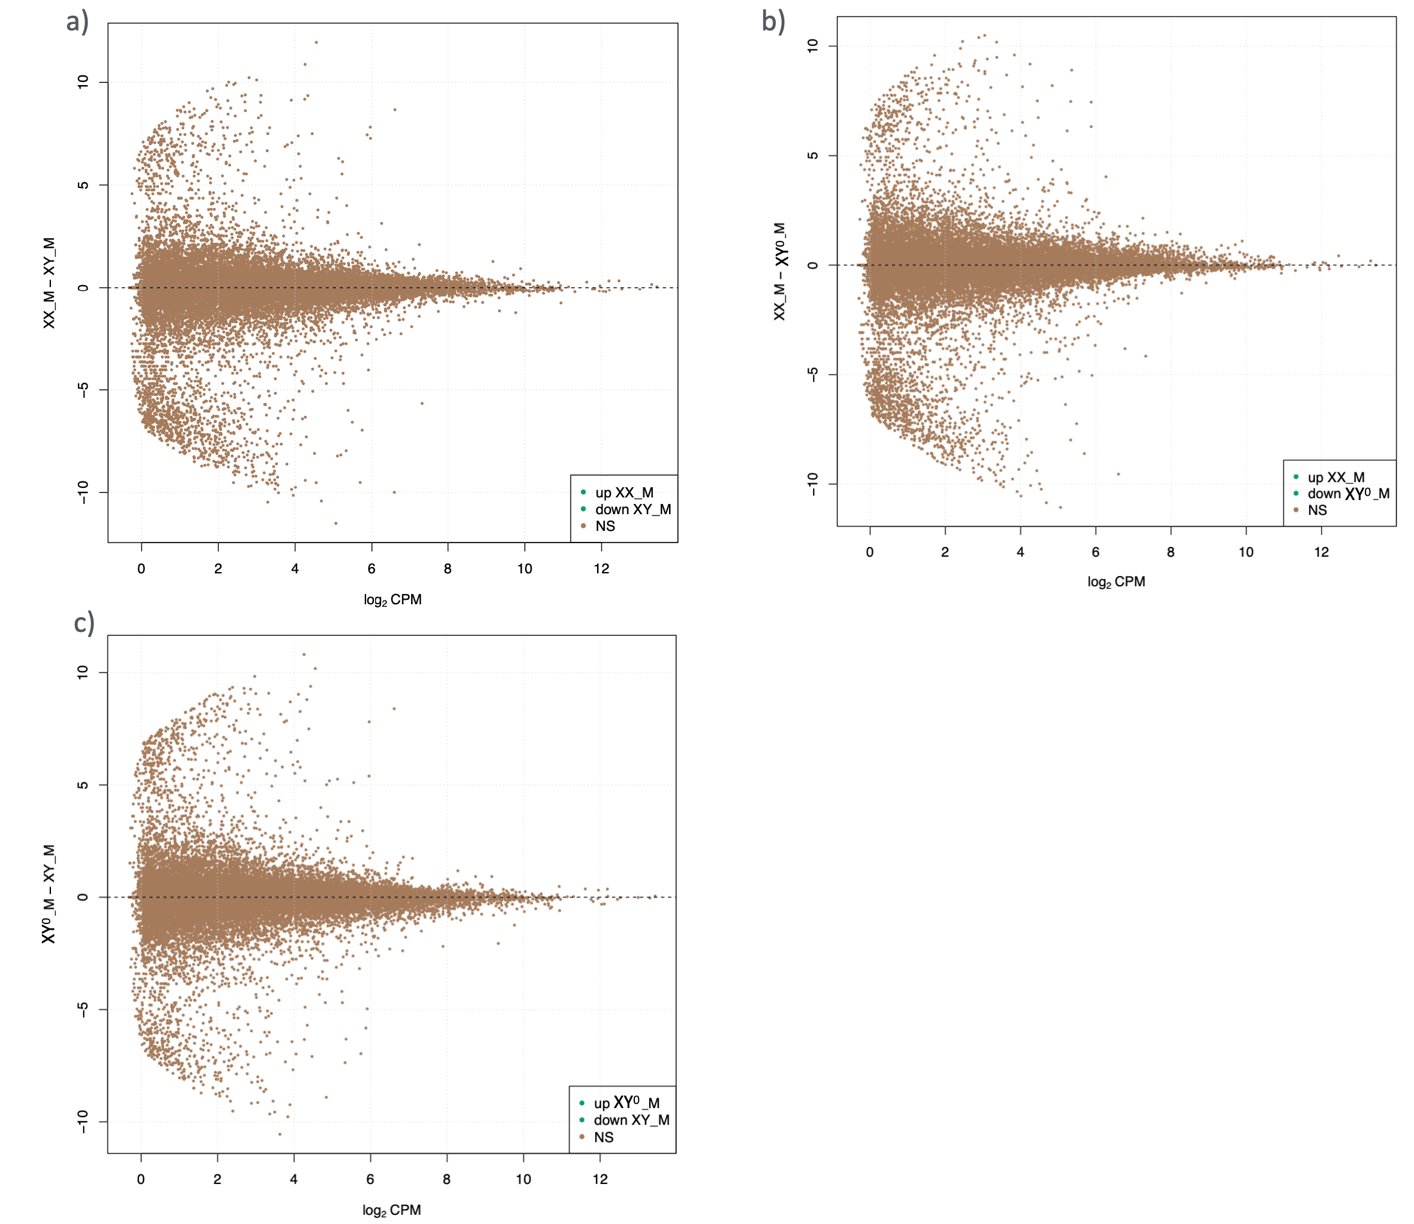 a)
10
5
0
−5
−10
XX_M − XY_M
up XX_M
down XY_M
NS
0 2 4 6 8 10 12
log₂ CPM
b)
10
5
0
−5
−10
XX_M − XY⁰_M
up XX_M
down XY⁰_M
NS
0 2 4 6 8 10 12
log₂ CPM
c)
10
5
0
−5
−10
XY⁰_M − XY_M
up XY⁰_M
down XY_M
NS
0 2 4 6 8 10 12
log₂ CPM